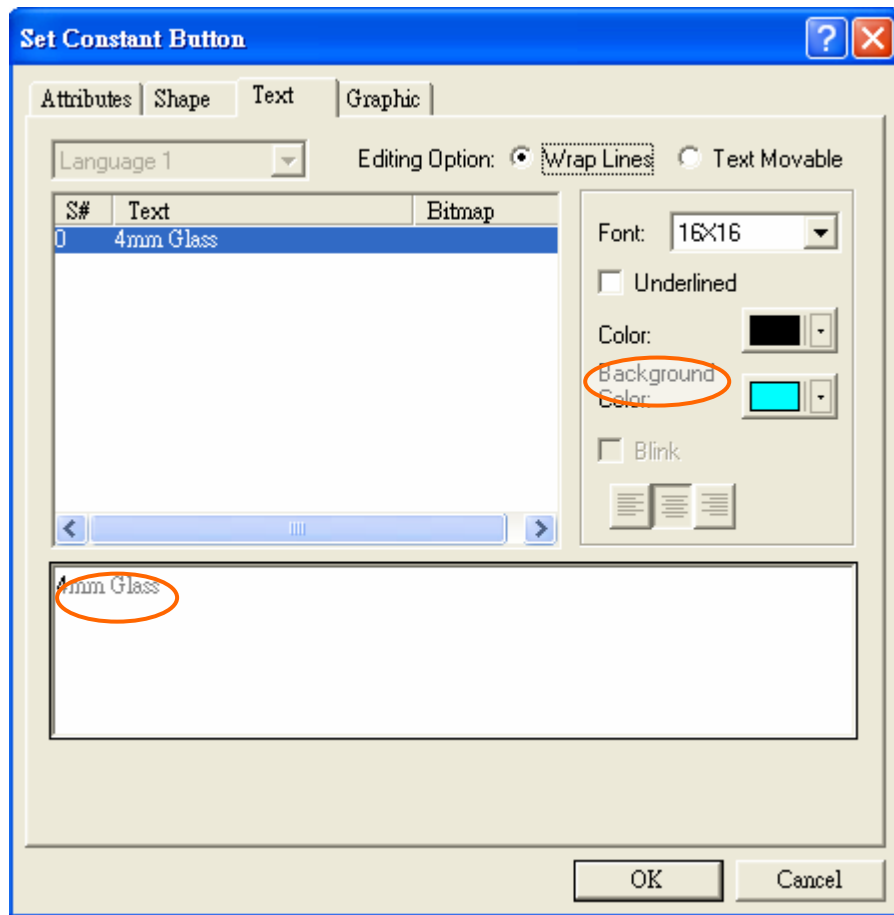 Set Constant Button
Attributes Shape Text Graphic
Language 1 Editing Option: Wrap Lines Text Movable
S# Text Bitmap
0 4mm Glass
Font: 16X16
Underlined
Color:
Background
Color:
Blink
4mm Glass
OK Cancel